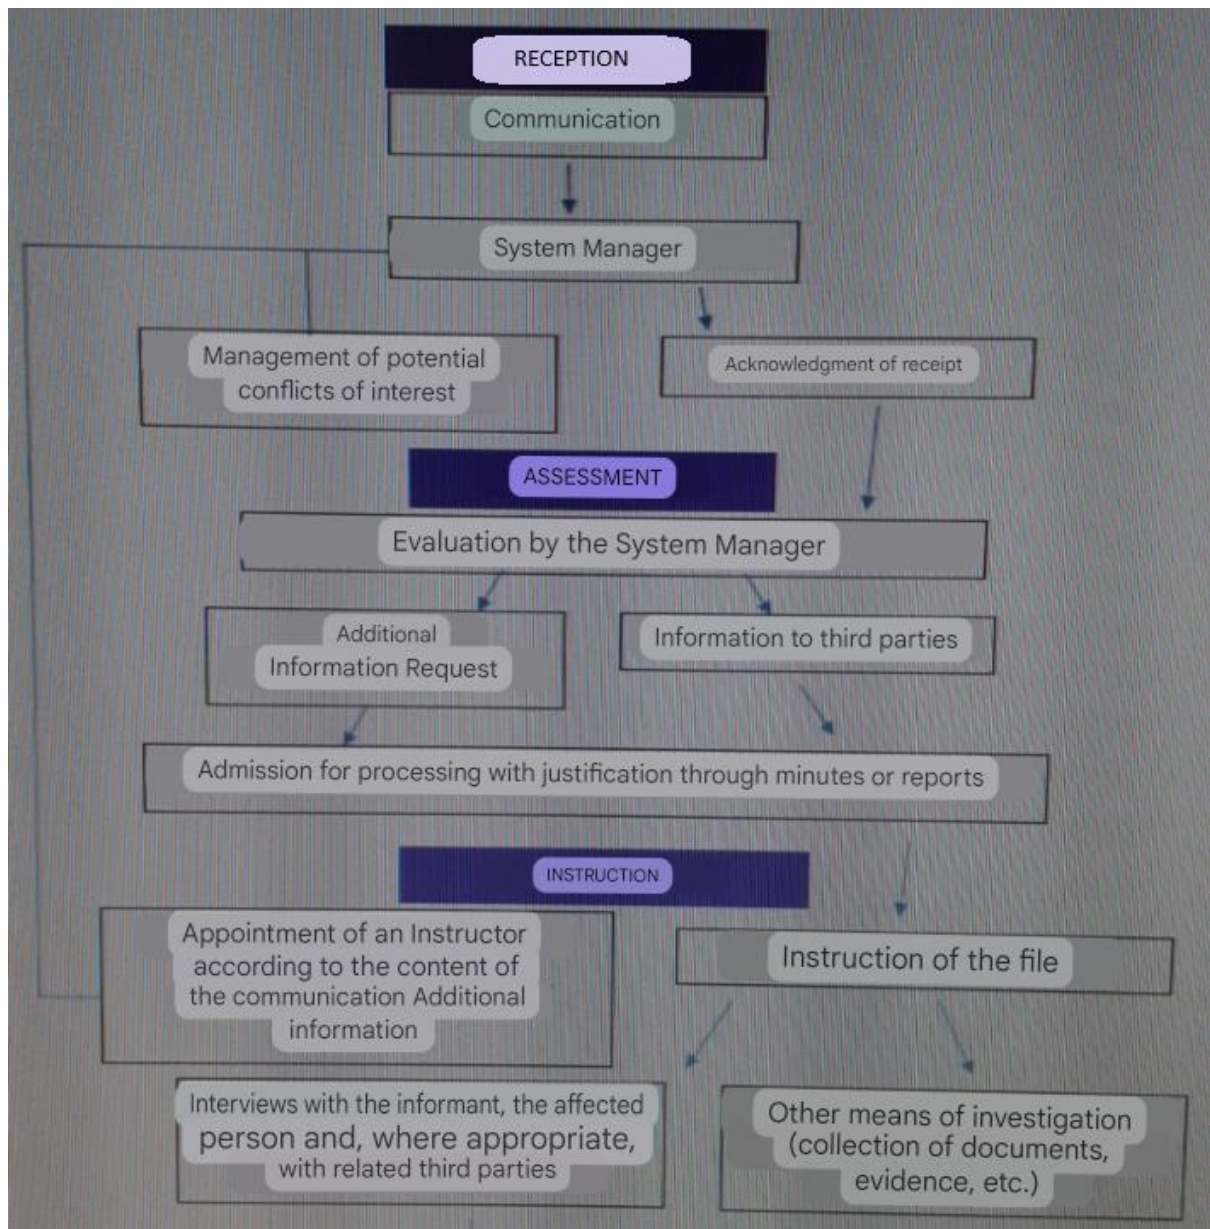 RECEPTION
Communication
System Manager
Management of potential
conflicts of interest
Acknowledgment of receipt
ASSESSMENT
Evaluation by the System Manager
Additional
Information Request
Information to third parties
Admission for processing with justification through minutes or reports
INSTRUCTION
Appointment of an Instructor
according to the content of
the communication Additional
information
Instruction of the file
Interviews with the informant, the affected
person and, where appropriate,
with related third parties
Other means of investigation
(collection of documents,
evidence, etc.)